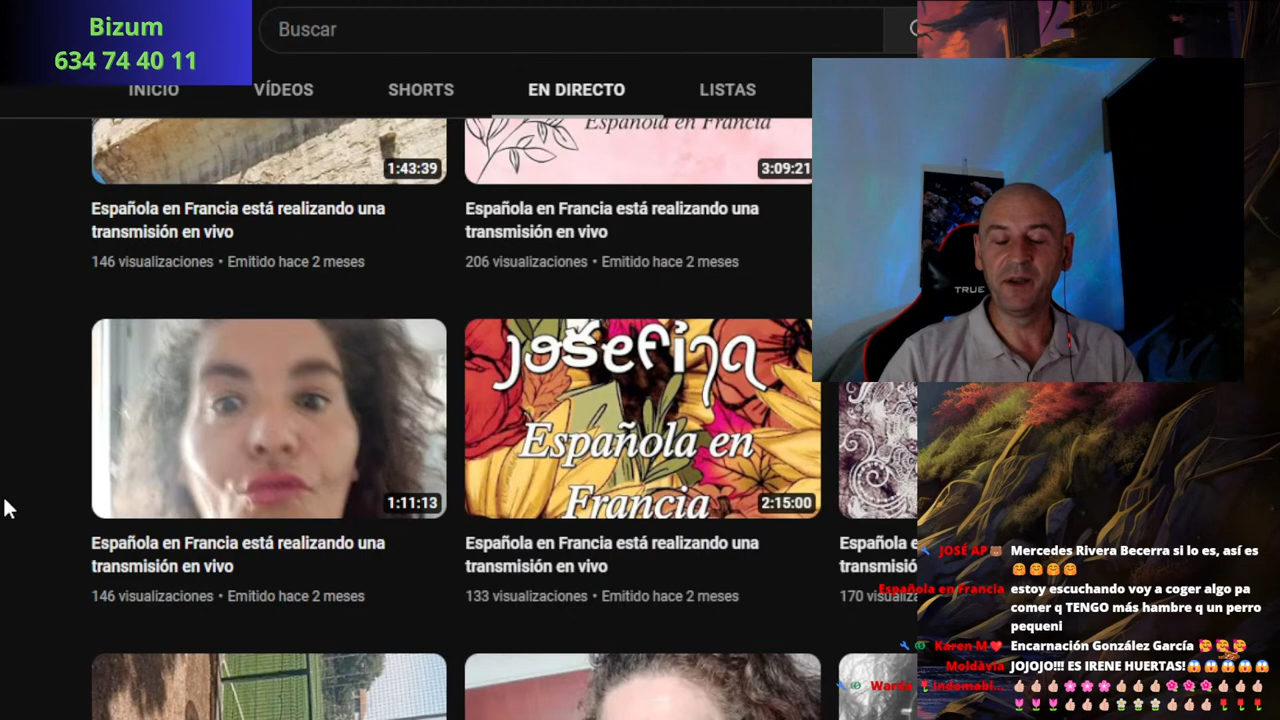 Bizum
634 74 40 11
Buscar
INICIO
VÍDEOS
SHORTS
EN DIRECTO
LISTAS
1:43:39
Española en Francia
3:09:21
Española en Francia está realizando una
transmisión en vivo
146 visualizaciones • Emitido hace 2 meses
Española en Francia está realizando una
transmisión en vivo
206 visualizaciones • Emitido hace 2 meses
TRUE
1:11:13
josefina
Española en
Francia
2:15:00
Española en Francia está realizando una
transmisión en vivo
146 visualizaciones • Emitido hace 2 meses
Española en Francia está realizando una
transmisión en vivo
133 visualizaciones • Emitido hace 2 meses
Española e
transmisió
170 visualiza
JOSÉ AP🐻 Mercedes Rivera Becerra si lo es, así es
🤗🤗🤗🤗
Española en Francia estoy escuchando voy a coger algo pa
comer q TENGO más hambre q un perro
pequeni
Karen M❤️ Encarnación González García 🥰🥰🥰
Moldàvia JOJOJO!!! ES IRENE HUERTAS!😱😱😱😱😱
Warda 🌹Indomabl...